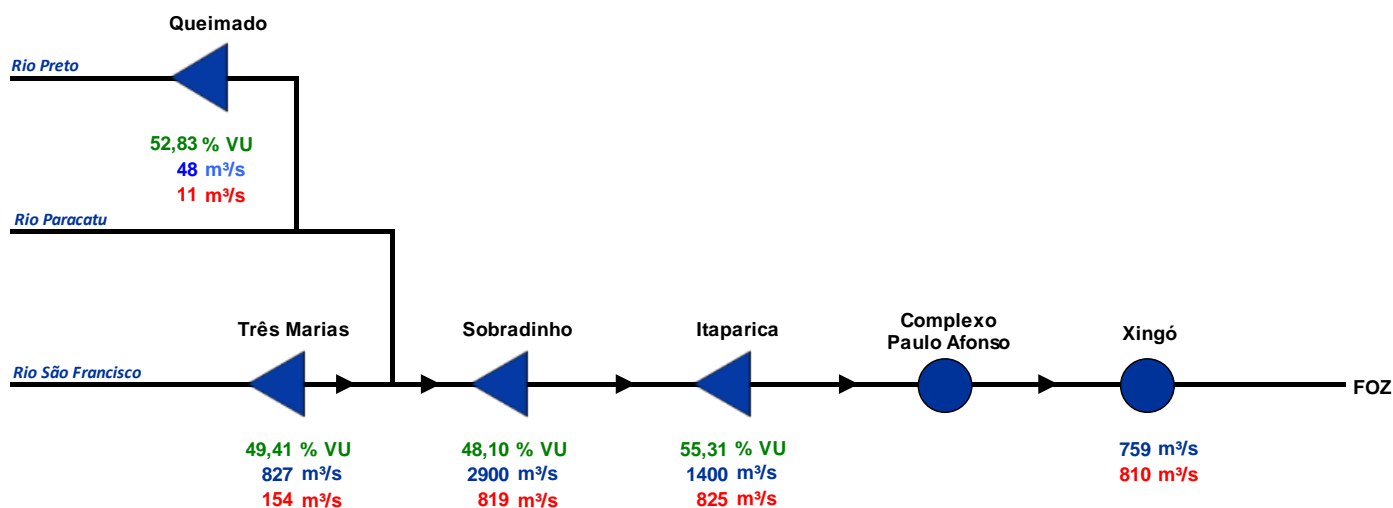 Queimado
Rio Preto
52,83 % VU
48 m³/s
11 m³/s
Rio Paracatu
Três Marias
Sobradinho
Itaparica
Complexo
Paulo Afonso
Xingó
Rio São Francisco
FOZ
49,41 % VU
827 m³/s
154 m³/s
48,10 % VU
2900 m³/s
819 m³/s
55,31 % VU
1400 m³/s
825 m³/s
759 m³/s
810 m³/s